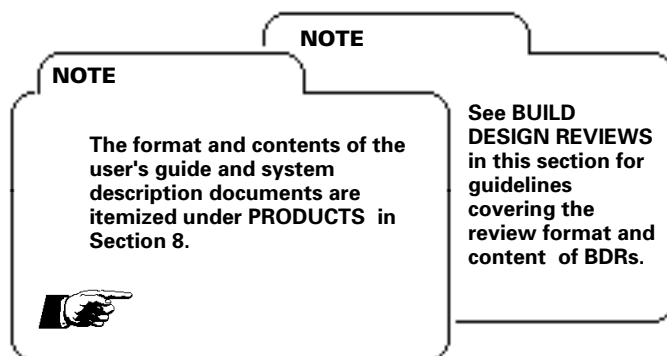 NOTE
The format and contents of the
user's guide and system
description documents are
itemized under PRODUCTS in
Section 8.
NOTE
See BUILD
DESIGN REVIEWS
in this section for
guidelines
covering the
review format and
content of BDRs.